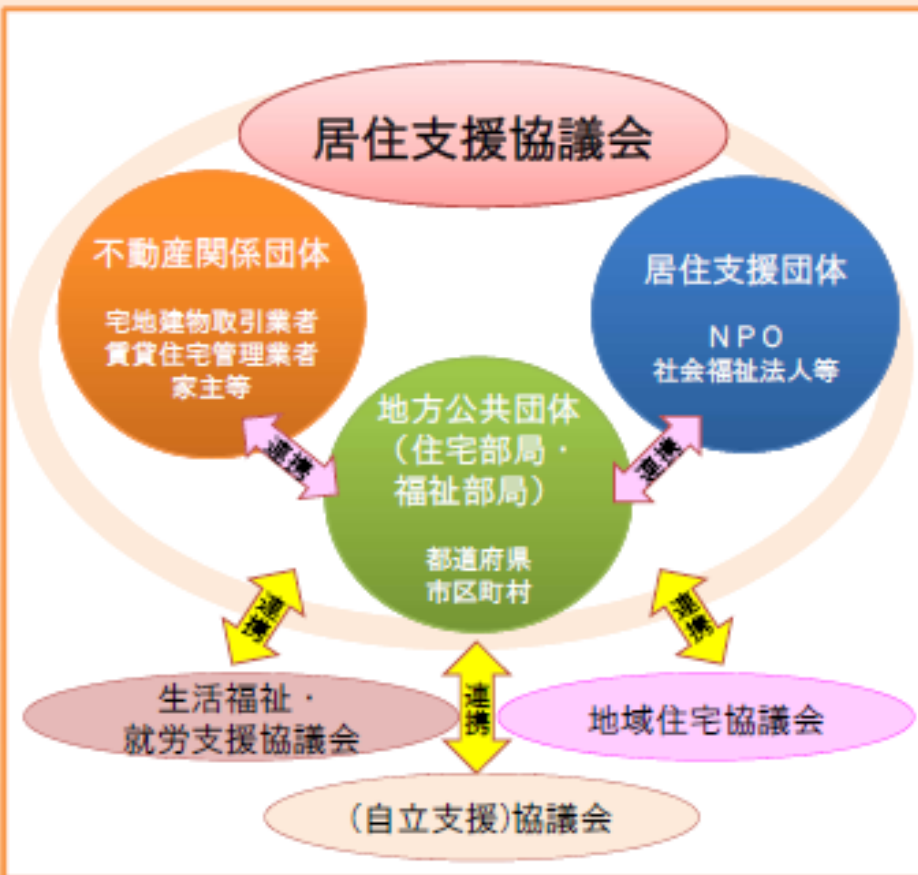 居住支援協議会
不動産関係団体
宅地建物取引業者
賃貸住宅管理業者
家主等
居住支援団体
ＮＰＯ
社会福祉法人等
地方公共団体
（住宅部局・
福祉部局）
都道府県
市区町村
連携
連携
連携
連携
連携
生活福祉・
就労支援協議会
地域住宅協議会
(自立支援)協議会